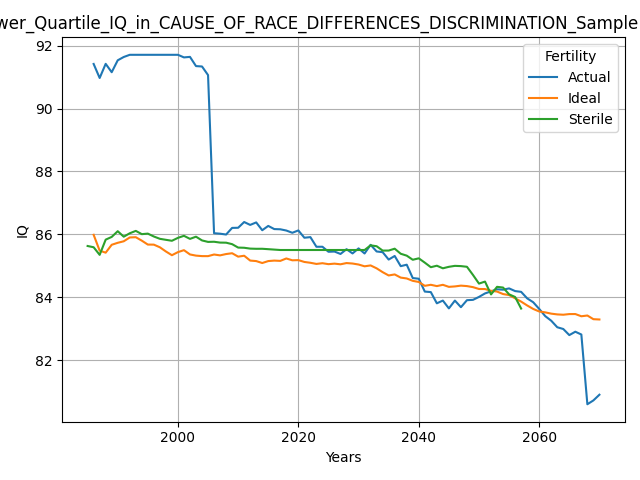 wer_Quartile_IQ_in_CAUSE_OF_RACE_DIFFERENCES_DISCRIMINATION_Sample
Fertility
Actual
Ideal
Sterile
IQ
92
90
88
86
84
82
2000
2020
2040
2060
Years